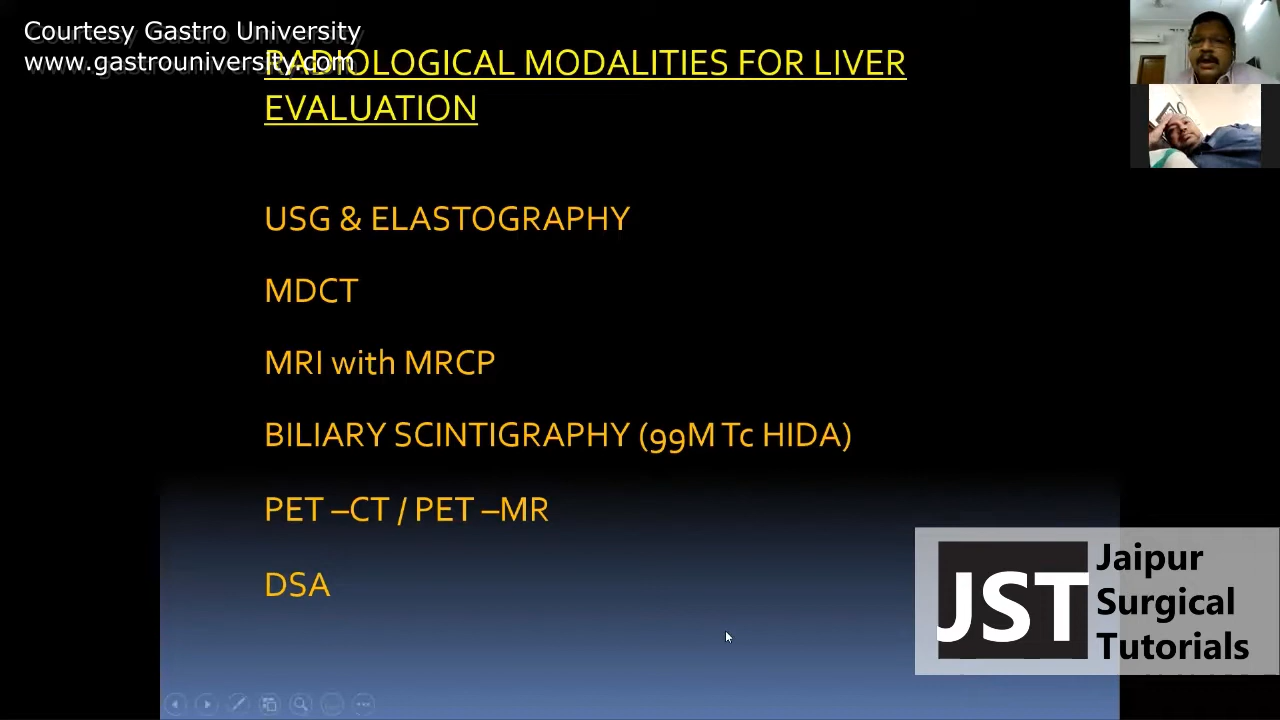 Courtesy Gastro University
www.gastrouniversity.com
RADIOLOGICAL MODALITIES FOR LIVER
EVALUATION
USG & ELASTOGRAPHY
MDCT
MRI with MRCP
BILIARY SCINTIGRAPHY (99M Tc HIDA)
PET –CT / PET –MR
DSA
JST
Jaipur
Surgical
Tutorials